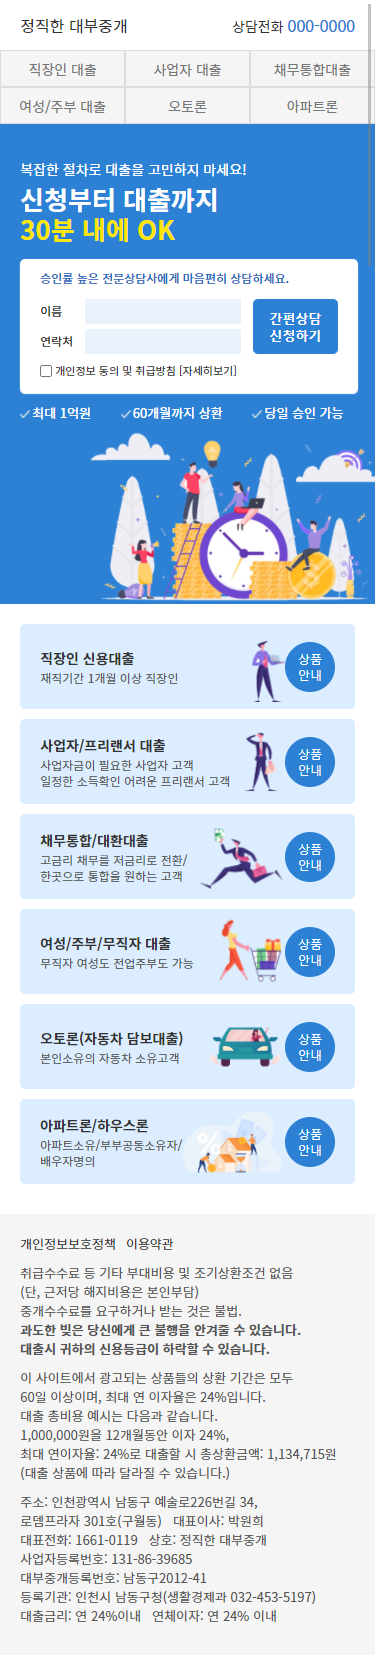 정직한 대부중개
상담전화 000-0000
직장인 대출 사업자 대출 채무통합대출
여성/주부 대출 오토론 아파트론
복잡한 절차로 대출을 고민하지 마세요!
신청부터 대출까지
30분 내에 OK
승인률 높은 전문상담사에게 마음편히 상담하세요.
이름
연락처
간편상담
신청하기
개인정보 동의 및 취급방침 [자세히보기]
최대 1억원 60개월까지 상환 당일 승인 가능
직장인 신용대출
재직기간 1개월 이상 직장인
상품
안내
사업자/프리랜서 대출
사업자금이 필요한 사업자 고객
일정한 소득확인 어려운 프리랜서 고객
상품
안내
채무통합/대환대출
고금리 채무를 저금리로 전환/
한곳으로 통합을 원하는 고객
상품
안내
여성/주부/무직자 대출
무직자 여성도 전업주부도 가능
상품
안내
오토론(자동차 담보대출)
본인소유의 자동차 소유고객
상품
안내
아파트론/하우스론
아파트소유/부부공동소유자/
배우자명의
%
상품
안내
개인정보보호정책 이용약관
취급수수료 등 기타 부대비용 및 조기상환조건 없음
(단, 근저당 해지비용은 본인부담)
중개수수료를 요구하거나 받는 것은 불법.
과도한 빚은 당신에게 큰 불행을 안겨줄 수 있습니다.
대출시 귀하의 신용등급이 하락할 수 있습니다.
이 사이트에서 광고되는 상품들의 상환 기간은 모두
60일 이상이며, 최대 연 이자율은 24%입니다.
대출 총비용 예시는 다음과 같습니다.
1,000,000원을 12개월동안 이자 24%,
최대 연이자율: 24%로 대출할 시 총상환금액: 1,134,715원
(대출 상품에 따라 달라질 수 있습니다.)
주소: 인천광역시 남동구 예술로226번길 34,
로뎀프라자 301호(구월동) 대표이사: 박원희
대표전화: 1661-0119 상호: 정직한 대부중개
사업자등록번호: 131-86-39685
대부중개등록번호: 남동구2012-41
등록기관: 인천시 남동구청(생활경제과 032-453-5197)
대출금리: 연 24%이내 연체이자: 연 24% 이내